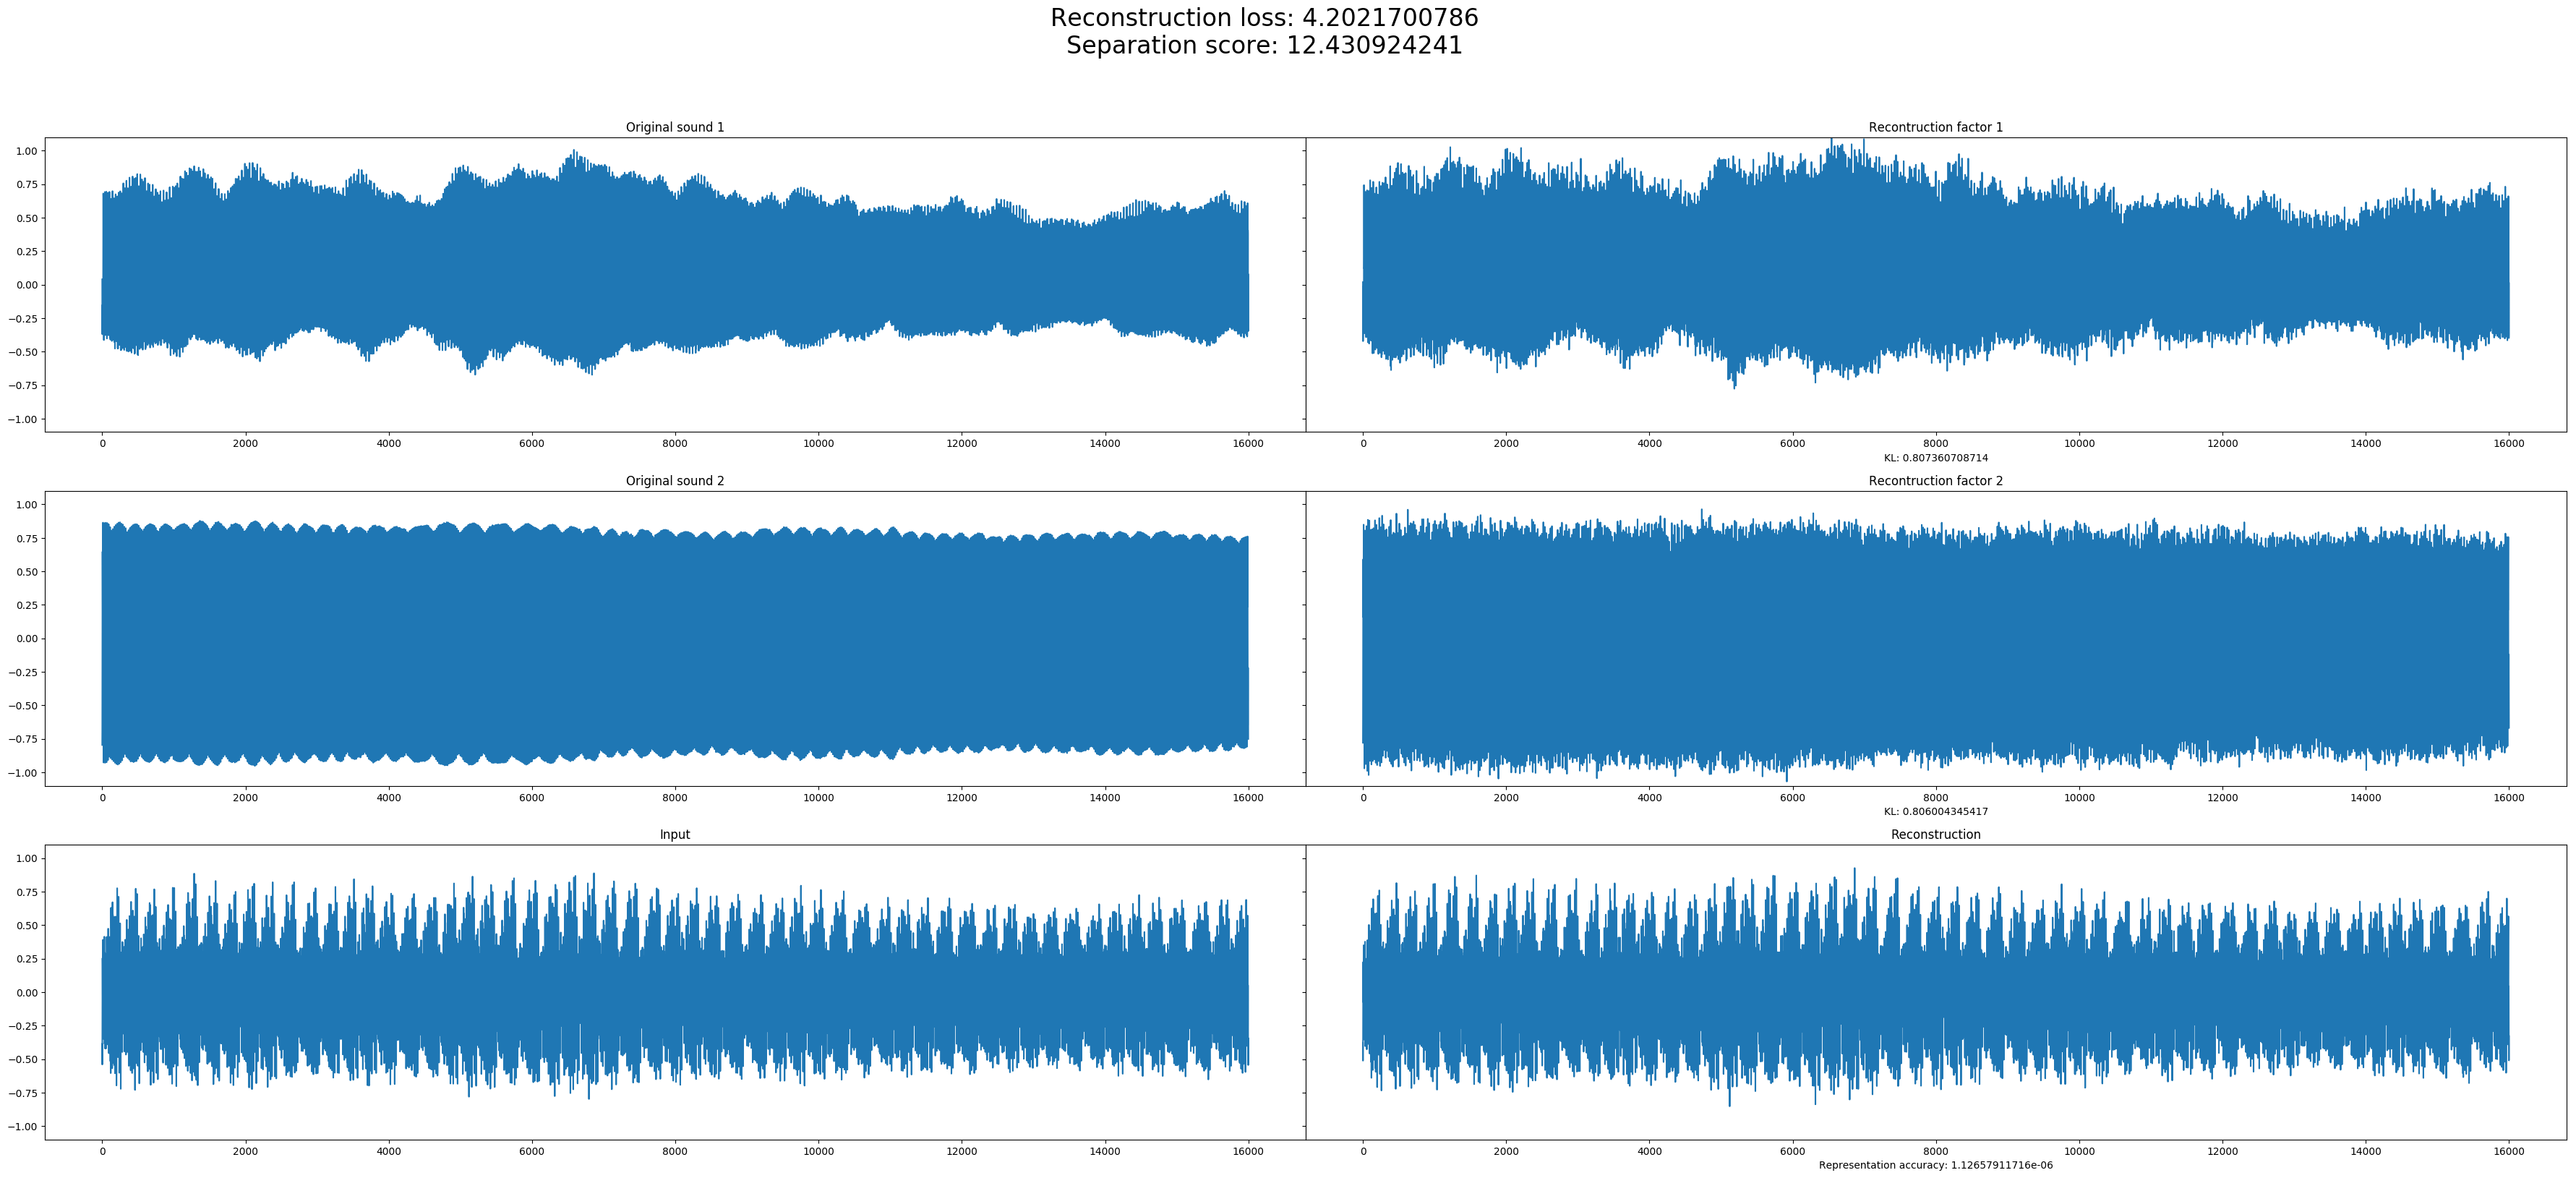 Reconstruction loss: 4.2021700786
Separation score: 12.430924241
Original sound 1
Recontruction factor 1
1.00
0.75
0.50
0.25
0.00
−0.25
−0.50
−0.75
−1.00
0 2000 4000 6000 8000 10000 12000 14000 16000
0 2000 4000 6000 8000 10000 12000 14000 16000
KL: 0.807360708714
Original sound 2
Recontruction factor 2
1.00
0.75
0.50
0.25
0.00
−0.25
−0.50
−0.75
−1.00
0 2000 4000 6000 8000 10000 12000 14000 16000
0 2000 4000 6000 8000 10000 12000 14000 16000
KL: 0.806004345417
Input
Reconstruction
1.00
0.75
0.50
0.25
0.00
−0.25
−0.50
−0.75
−1.00
0 2000 4000 6000 8000 10000 12000 14000 16000
0 2000 4000 6000 8000 10000 12000 14000 16000
Representation accuracy: 1.12657911716e-06